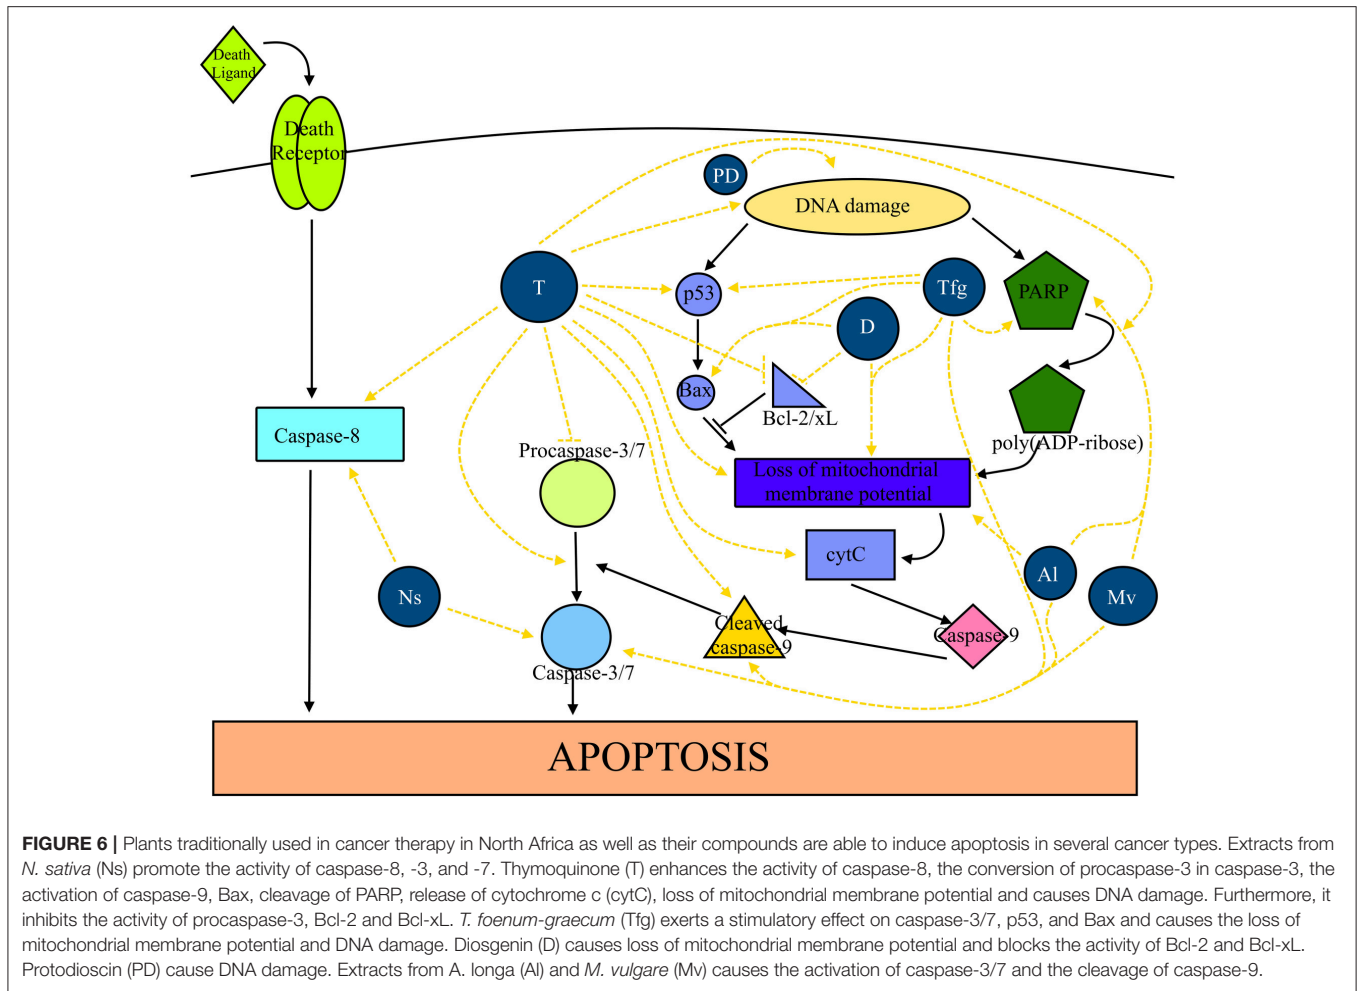 Death
Ligand
Death
Receptor
PD
DNA damage
T
p53
Tfg
PARP
D
Bax
Bcl-2/xL
Caspase-8
poly(ADP-ribose)
Procaspase-3/7
Loss of mitochondrial
membrane potential
cytC
Al
Ns
Mv
Cleaved
caspase-9
Caspase-9
Caspase-3/7
APOPTOSIS
FIGURE 6 | Plants traditionally used in cancer therapy in North Africa as well as their compounds are able to induce apoptosis in several cancer types. Extracts from
N. sativa (Ns) promote the activity of caspase-8, -3, and -7. Thymoquinone (T) enhances the activity of caspase-8, the conversion of procaspase-3 in caspase-3, the
activation of caspase-9, Bax, cleavage of PARP, release of cytochrome c (cytC), loss of mitochondrial membrane potential and causes DNA damage. Furthermore, it
inhibits the activity of procaspase-3, Bcl-2 and Bcl-xL. T. foenum-graecum (Tfg) exerts a stimulatory effect on caspase-3/7, p53, and Bax and causes the loss of
mitochondrial membrane potential and DNA damage. Diosgenin (D) causes loss of mitochondrial membrane potential and blocks the activity of Bcl-2 and Bcl-xL.
Protodioscin (PD) cause DNA damage. Extracts from A. longa (Al) and M. vulgare (Mv) causes the activation of caspase-3/7 and the cleavage of caspase-9.